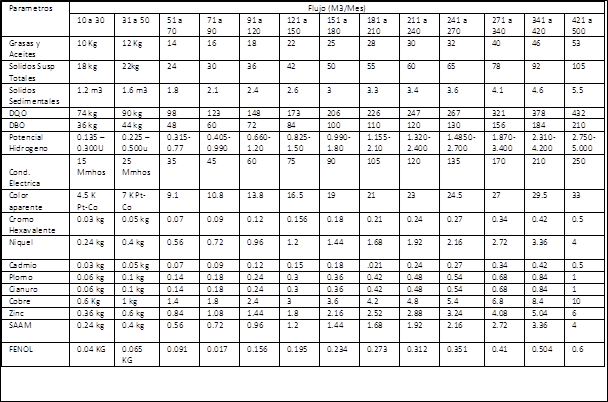 Parametros Flujo (M3/Mes)
10 a 30 31 a 50 51 a 70 71 a 90 91 a 120 121 a 150 151 a 180 181 a 210 211 a 240 241 a 270 271 a 340 341 a 420 421 a 500
Grasas y Aceites 10 Kg 12 Kg 14 16 18 22 25 28 30 32 40 46 53
Solidos Susp Totales 18 kg 22kg 24 30 36 42 50 55 60 65 78 92 105
Solidos Sedimentales 1.2 m3 1.6 m3 1.8 2.1 2.4 2.6 3 3.3 3.4 3.6 4.1 4.6 5.5
DQO 74 kg 90 kg 98 123 148 173 206 226 247 267 321 378 432
DBO 36 kg 44 kg 48 60 72 84 100 110 120 130 156 184 210
Potencial Hidrogeno 0.135 – 0.300U 0.225 – 0.500u 0.315- 0.77 0.405- 0.990 0.660- 1.20 0.825- 1.50 0.990- 1.80 1.155- 2.10 1.320- 2.400 1.4850- 2.700 1.870- 3.400 2.310- 4.200 2.750- 5.000
Cond. Electrica 15 Mmhos 25 Mmhos 35 45 60 75 90 105 120 135 170 210 250
Color aparente 4.5 K Pt-Co 7 K Pt- Co 9.1 10.8 13.8 16.5 19 21 23 24.5 27 29.5 33
Cromo Hexavalente 0.03 kg 0.05 kg 0.07 0.09 0.12 0.156 0.18 0.21 0.24 0.27 0.34 0.42 0.5
Niquel 0.24 kg 0.4 kg 0.56 0.72 0.96 1.2 1.44 1.68 1.92 2.16 2.72 3.36 4
Cadmio 0.03 kg 0.05 kg 0.07 0.09 0.12 0.15 0.18 .021 0.24 0.27 0.34 0.42 0.5
Plomo 0.06 kg 0.1 kg 0.14 0.18 0.24 0.3 0.36 0.42 0.48 0.54 0.68 0.84 1
Cianuro 0.06 kg 0.1 kg 0.14 0.18 0.24 0.3 0.36 0.42 0.48 0.54 0.68 0.84 1
Cobre 0.6 Kg 1 kg 1.4 1.8 2.4 3 3.6 4.2 4.8 5.4 6.8 8.4 10
Zinc 0.36 kg 0.6 kg 0.84 1.08 1.44 1.8 2.16 2.52 2.88 3.24 4.08 5.04 6
SAAM 0.24 kg 0.4 kg 0.56 0.72 0.96 1.2 1.44 1.68 1.92 2.16 2.72 3.36 4
FENOL 0.04 KG 0.065 KG 0.091 0.017 0.156 0.195 0.234 0.273 0.312 0.351 0.41 0.504 0.6